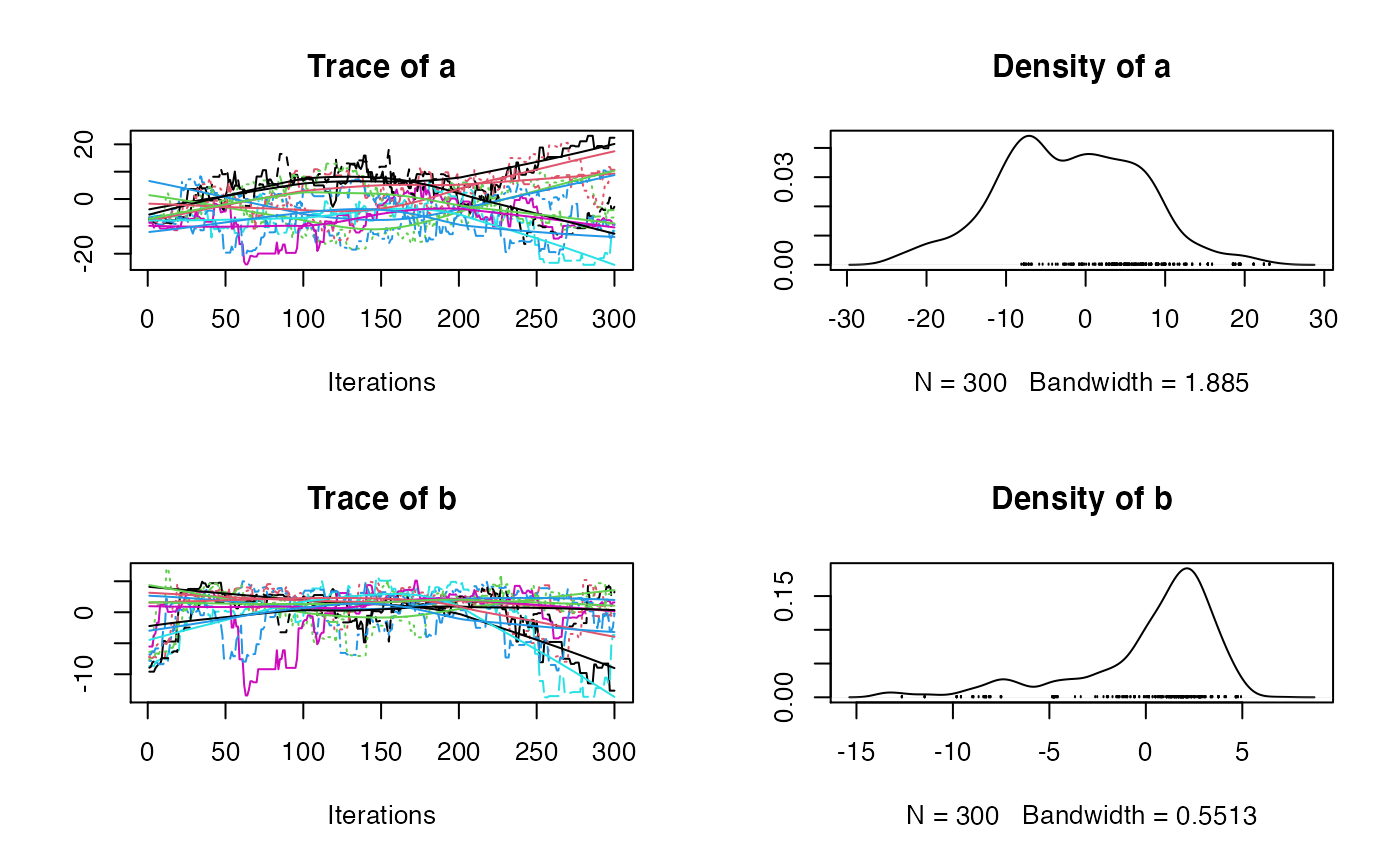 Trace of a
20
0
-20
0 50 100 150 200 250 300
Iterations
Density of a
0.03
0.00
-30 -20 -10 0 10 20 30
N = 300 Bandwidth = 1.885
Trace of b
0
-10
0 50 100 150 200 250 300
Iterations
Density of b
0.15
0.00
-15 -10 -5 0 5
N = 300 Bandwidth = 0.5513